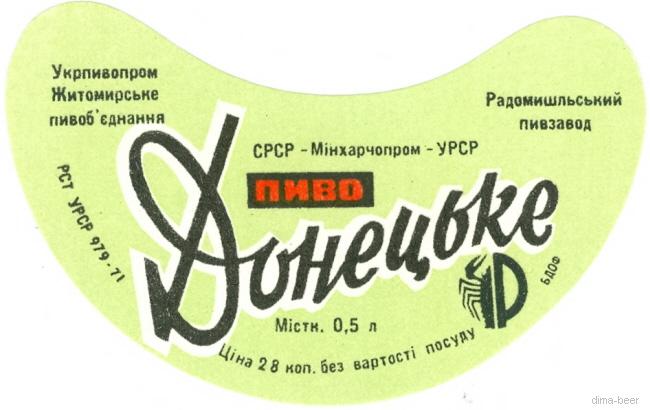 Укрпивопром
Житомирське
пивоб'єднання
Радомишльський
пивзавод
СРСР - Мінхарчопром - УРСР
ПИВО
Донецьке
РСТ УРСР 979-71
Містк. 0,5 л
Ціна 28 коп. без вартості посуду
БДОФ
dima-beer